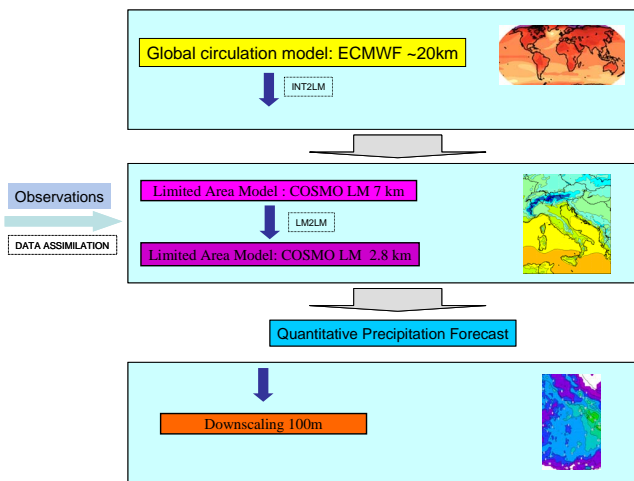 Global circulation model: ECMWF ~20km
INT2LM
Limited Area Model : COSMO LM 7 km
Observations
LM2LM
DATA ASSIMILATION
Limited Area Model: COSMO LM 2.8 km
Quantitative Precipitation Forecast
Downscaling 100m